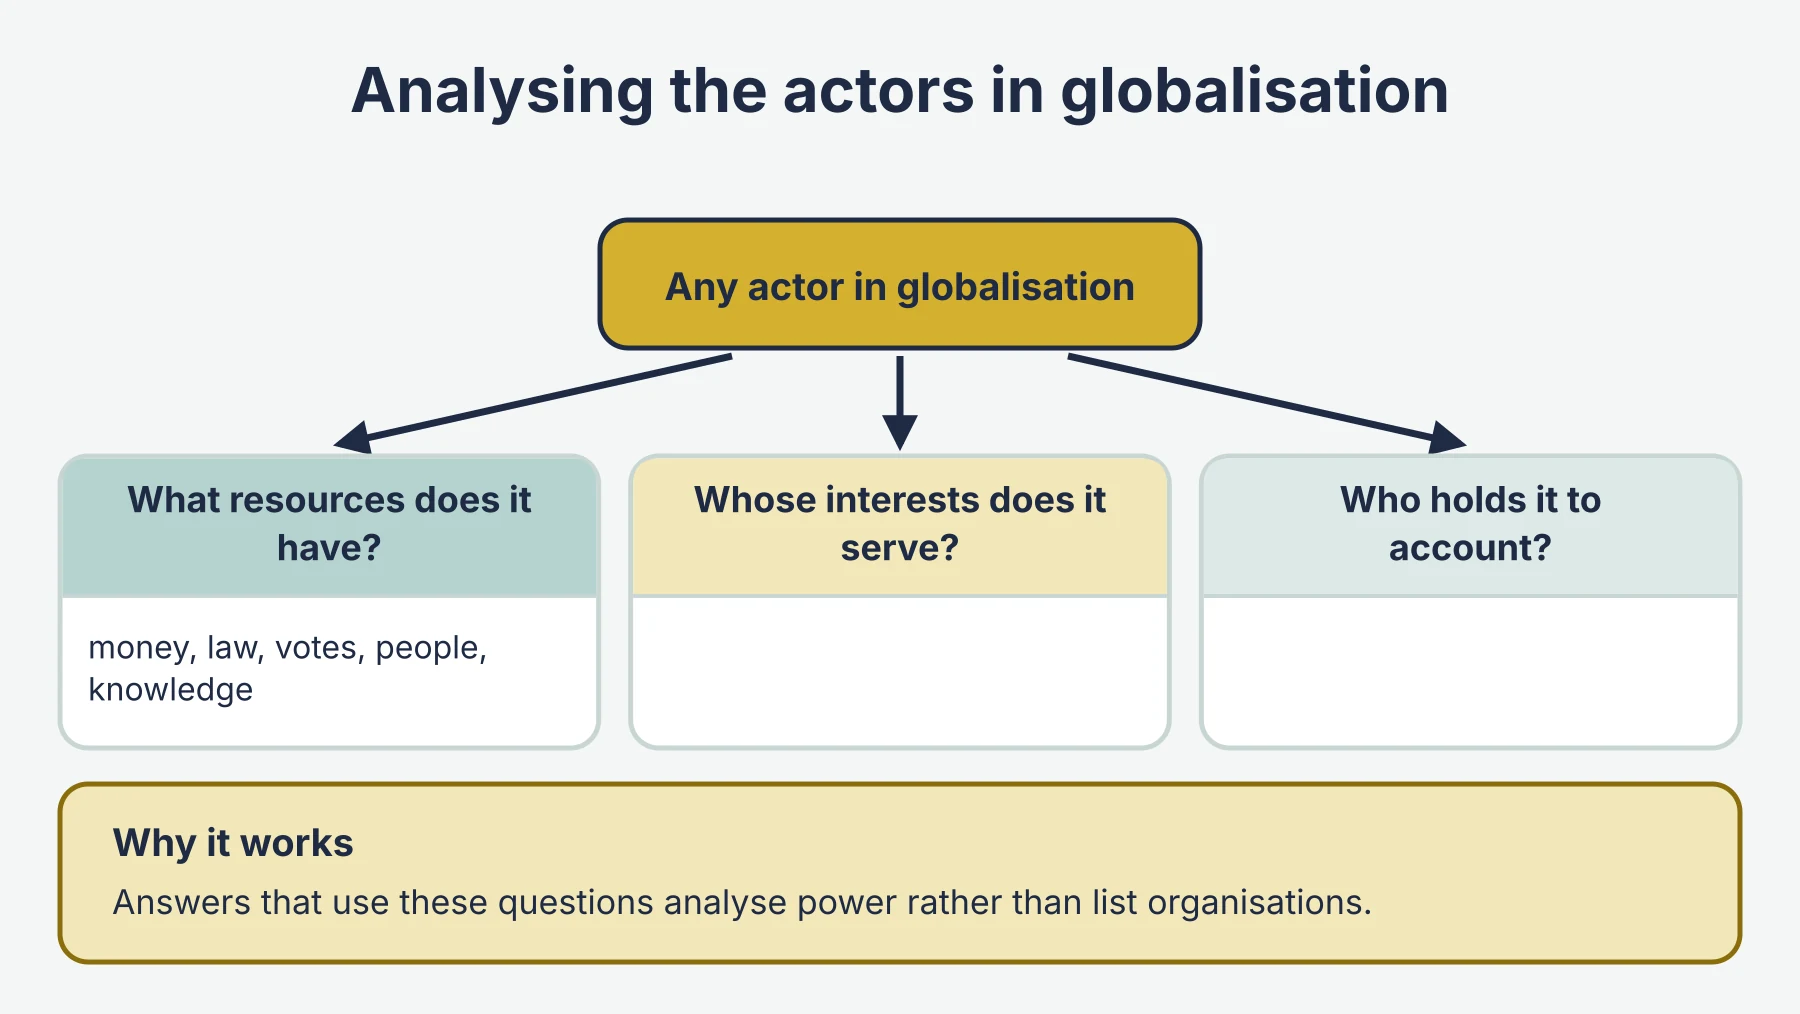 Analysing the actors in globalisation
Any actor in globalisation
What resources does it
have?
money, law, votes, people,
knowledge
Whose interests does it
serve?
Who holds it to
account?
Why it works
Answers that use these questions analyse power rather than list organisations.